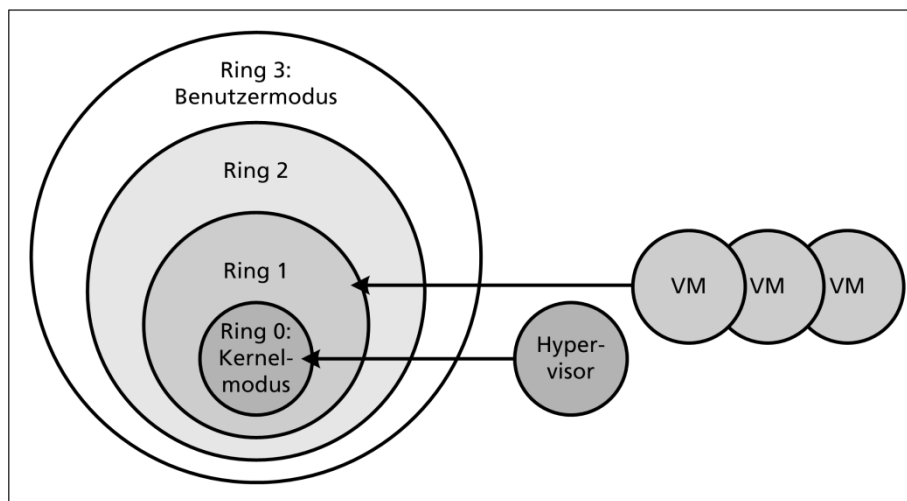 Ring 3:
Benutzermodus
Ring 2
Ring 1
Ring 0:
Kernel-
modus
Hyper-
visor
VM
VM
VM